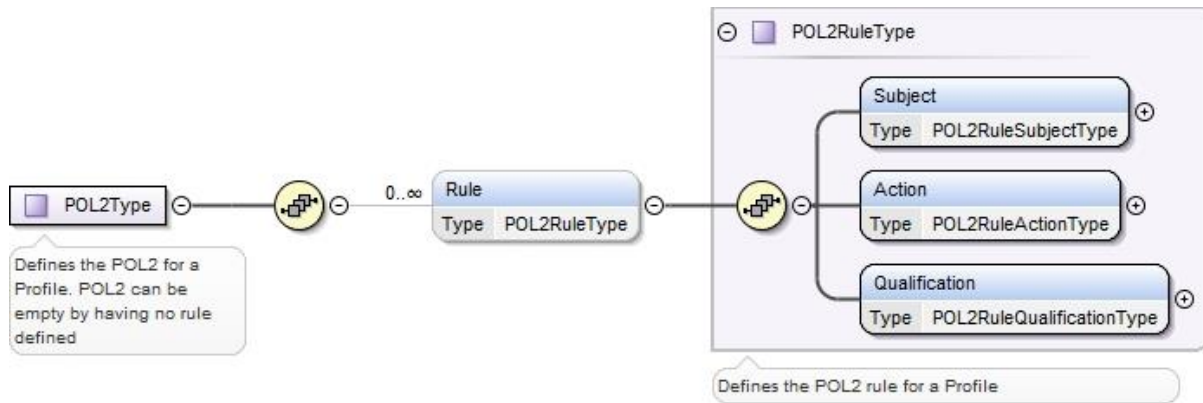 POL2RuleType
Subject
Type POL2RuleSubjectType
POL2Type
0..∞
Rule
Type POL2RuleType
Action
Type POL2RuleActionType
Defines the POL2 for a
Profile. POL2 can be
empty by having no rule
defined
Qualification
Type POL2RuleQualificationType
Defines the POL2 rule for a Profile